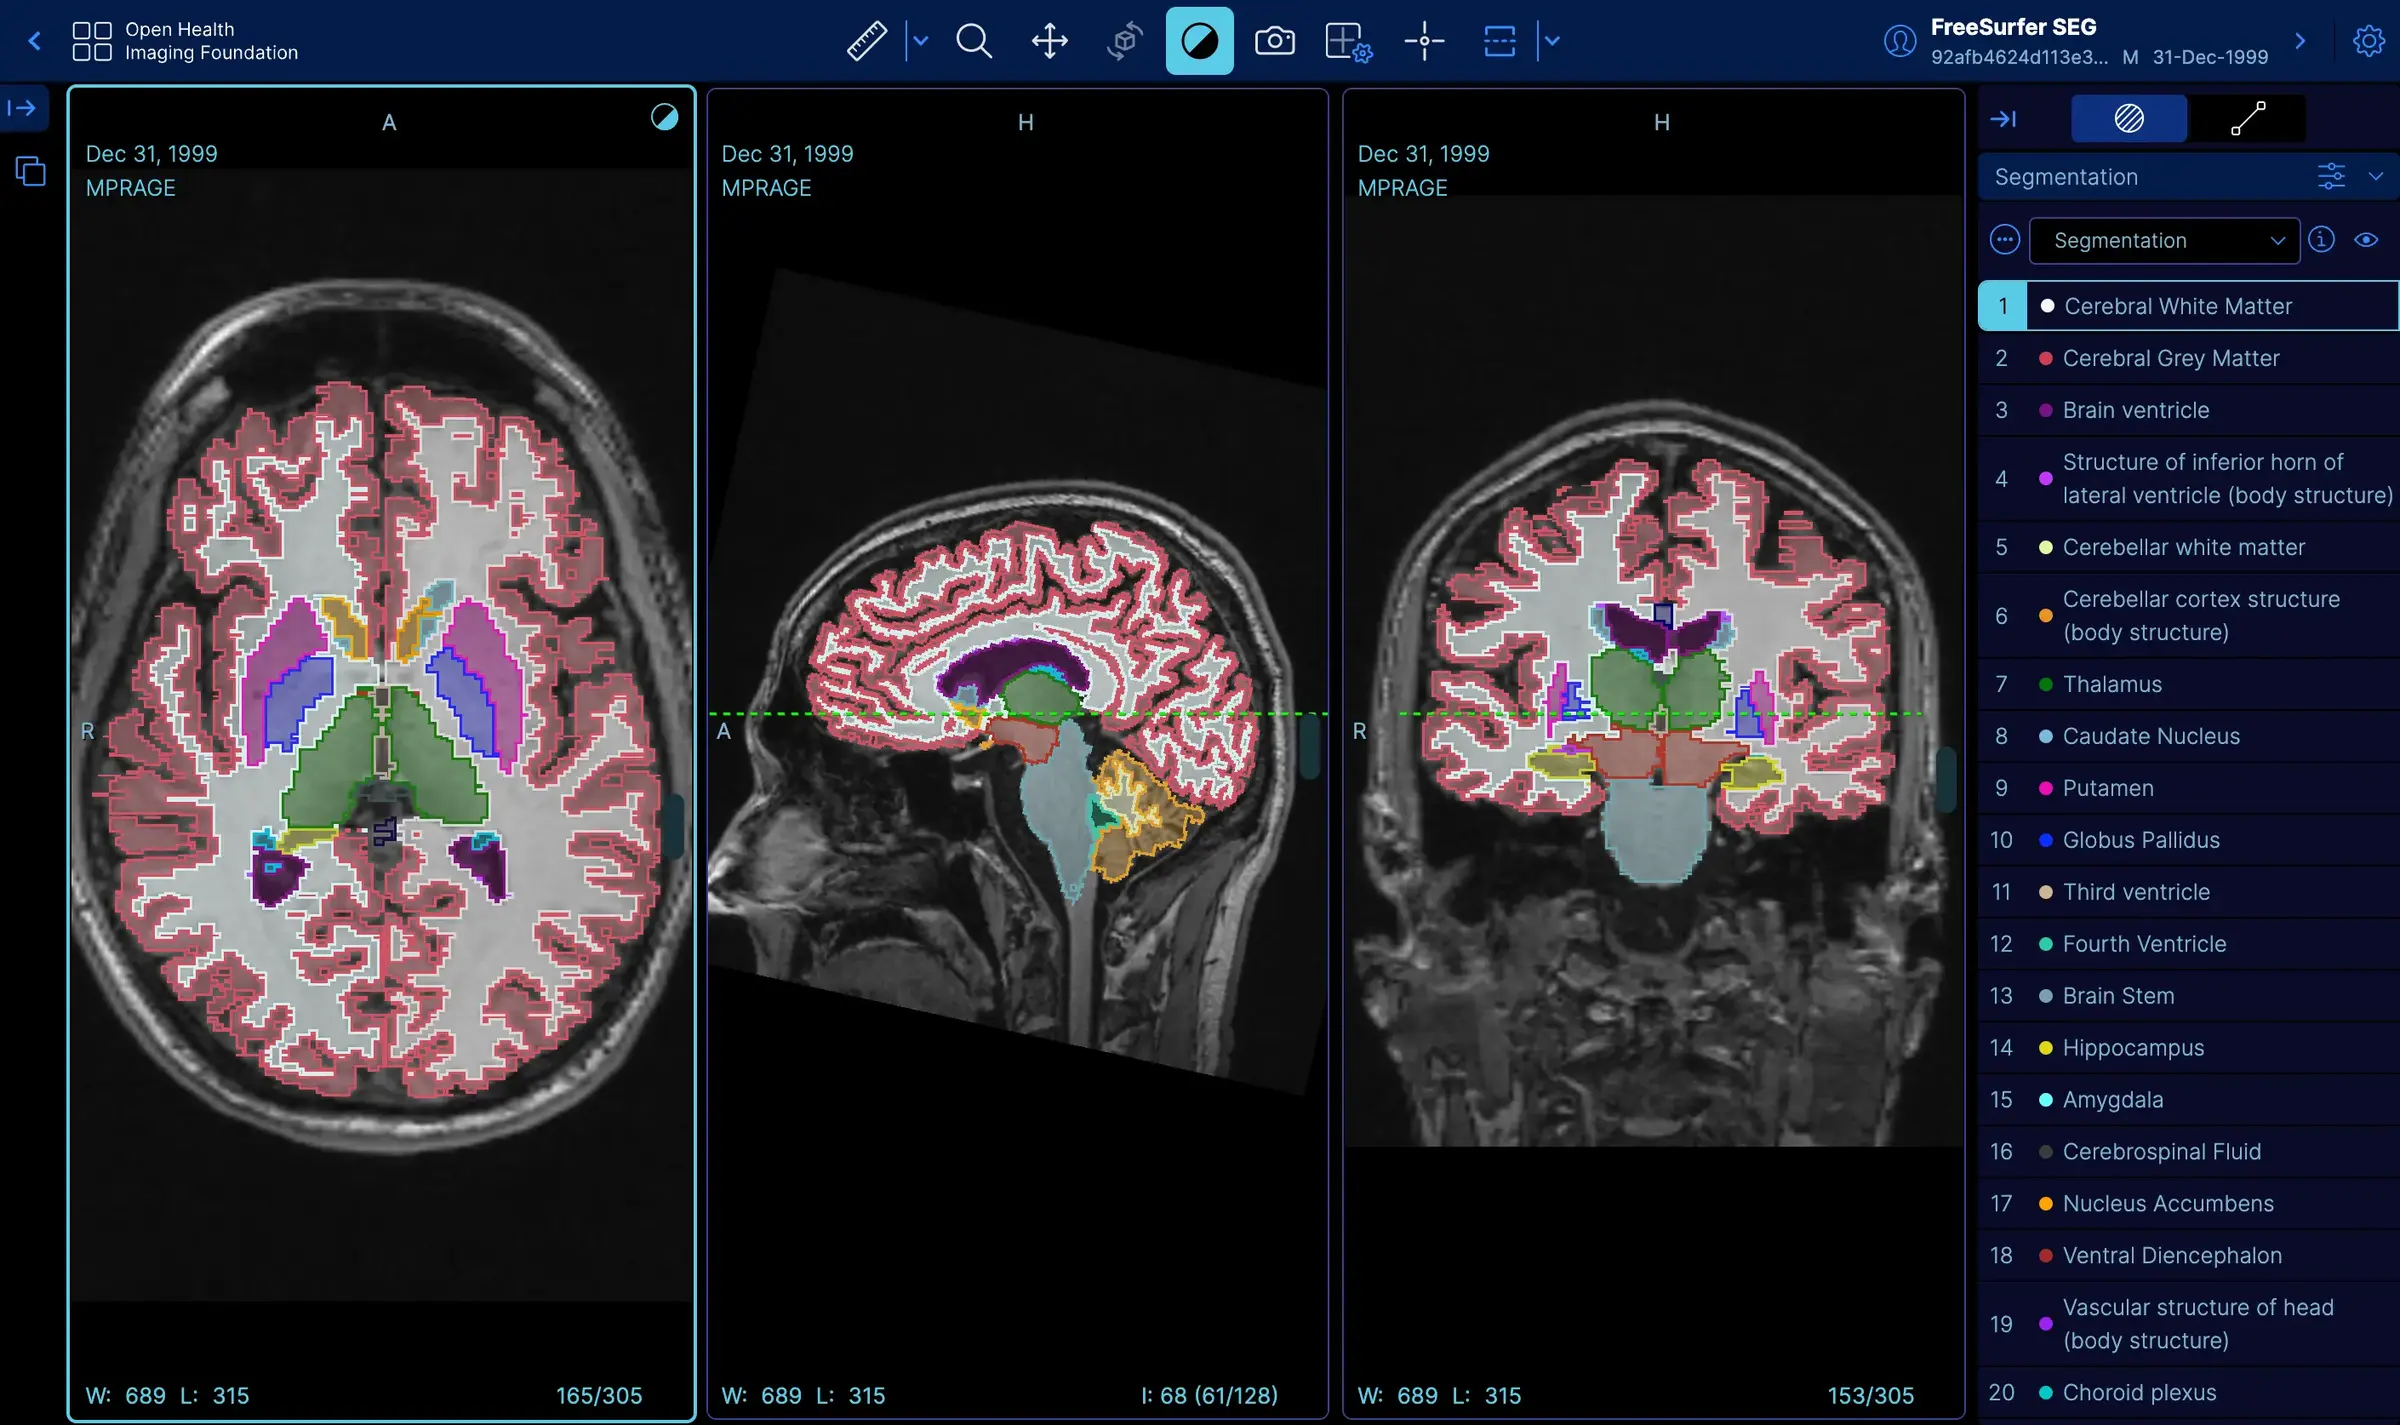 Open Health
Imaging Foundation
FreeSurfer SEG
92afb4624d113e3... M 31-Dec-1999
A
Dec 31, 1999
MPRAGE
R
W: 689 L: 315
165/305
H
Dec 31, 1999
MPRAGE
A
W: 689 L: 315
I: 68 (61/128)
H
Dec 31, 1999
MPRAGE
R
W: 689 L: 315
153/305
Segmentation
Segmentation
1 Cerebral White Matter
2 Cerebral Grey Matter
3 Brain ventricle
4 Structure of inferior horn of
lateral ventricle (body structure)
5 Cerebellar white matter
6 Cerebellar cortex structure
(body structure)
7 Thalamus
8 Caudate Nucleus
9 Putamen
10 Globus Pallidus
11 Third ventricle
12 Fourth Ventricle
13 Brain Stem
14 Hippocampus
15 Amygdala
16 Cerebrospinal Fluid
17 Nucleus Accumbens
18 Ventral Diencephalon
19 Vascular structure of head
(body structure)
20 Choroid plexus